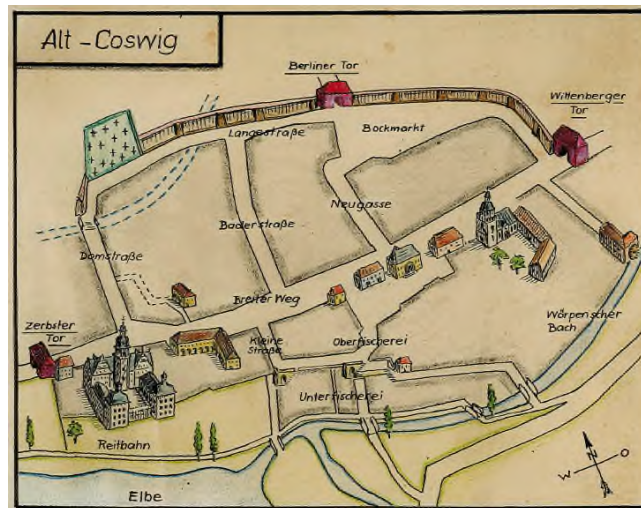 Alt - Coswig
Berliner Tor
Wittenberger
Tor
Langestraße
Bockmarkt
Neugasse
Baderstraße
Domstraße
Breiter Weg
Zerbster
Tor
Kleine
Straße
Oberfischerei
Wörpenscher
Bach
Unterfischerei
Reitbahn
Elbe
N
W
O